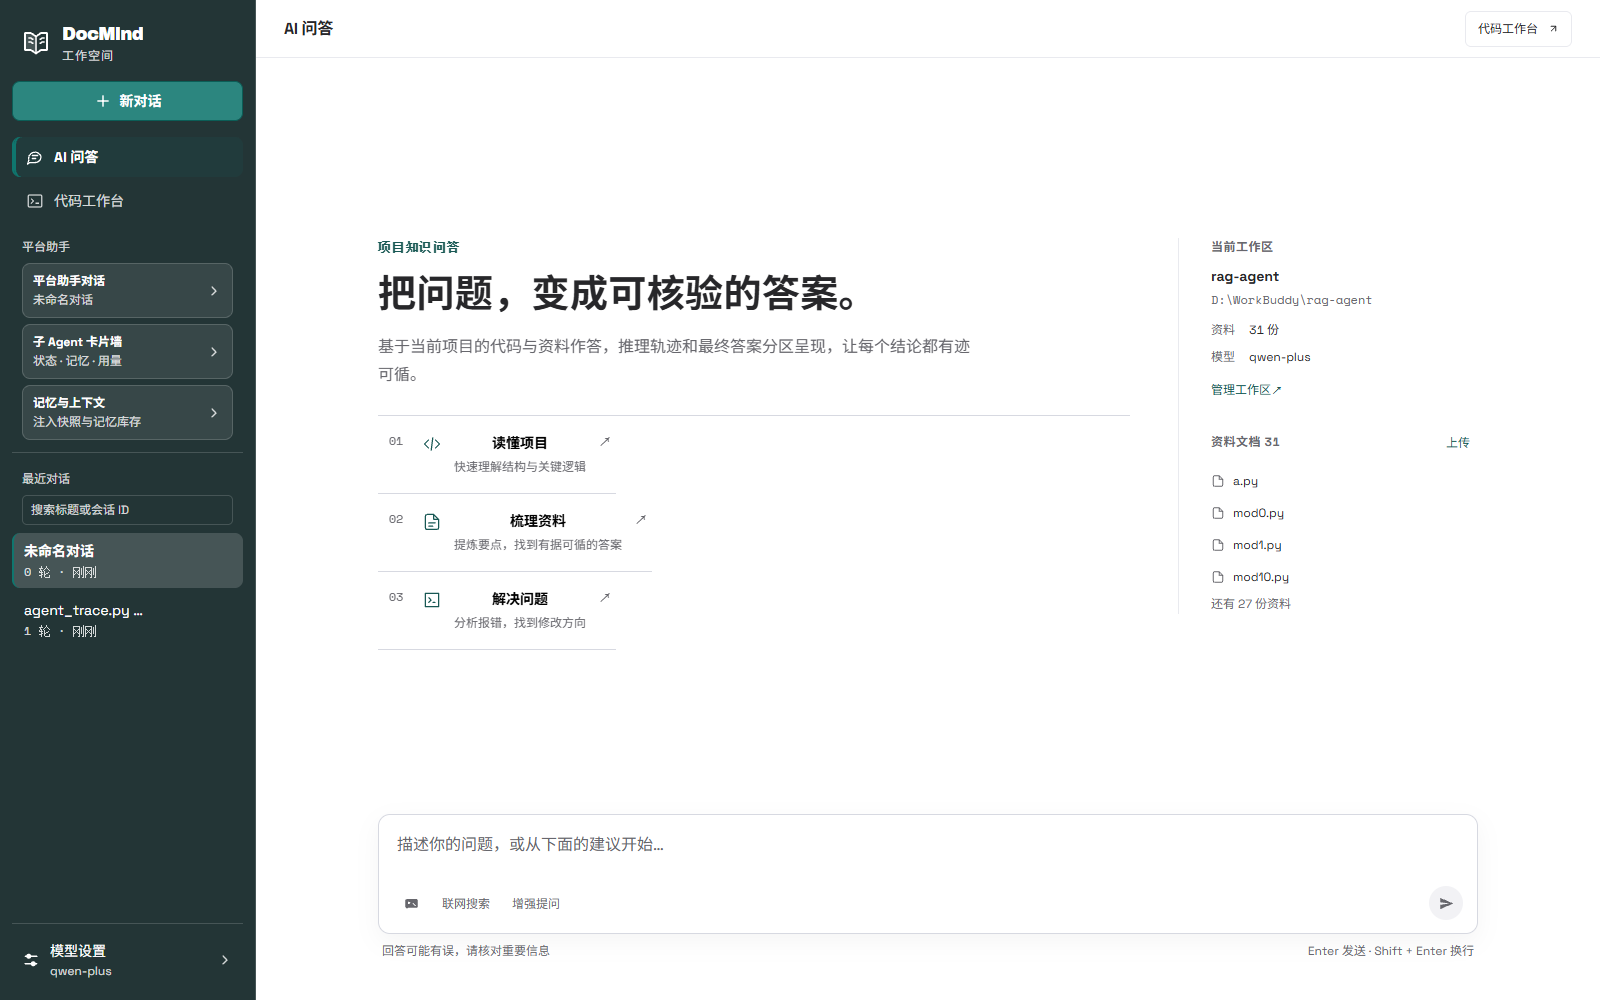 DocMind
工作空间
新对话
AI 问答
代码工作台
平台助手
平台助手对话
未命名对话
子 Agent 卡片墙
状态 · 记忆 · 用量
记忆与上下文
注入快照与记忆库存
最近对话
搜索标题或会话 ID
未命名对话
0 轮 · 刚刚
agent_trace.py ...
1 轮 · 刚刚
模型设置
qwen-plus
AI 问答
代码工作台
项目知识问答
把问题，变成可核验的答案。
基于当前项目的代码与资料作答，推理轨迹和最终答案分区呈现，让每个结论都有迹
可循。
01 读懂项目
快速理解结构与关键逻辑
02 梳理资料
提炼要点，找到有据可循的答案
03 解决问题
分析报错，找到修改方向
当前工作区
rag-agent
D:\WorkBuddy\rag-agent
资料 31 份
模型 qwen-plus
管理工作区↗
资料文档 31 上传
a.py
mod0.py
mod1.py
mod10.py
还有 27 份资料
描述你的问题，或从下面的建议开始...
联网搜索 增强提问
回答可能有误，请核对重要信息
Enter 发送 · Shift + Enter 换行